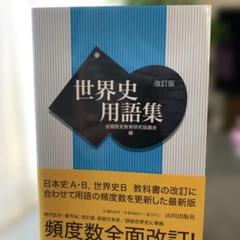 改訂版
世界史
用語集
全国歴史教育研究協議会
編
日本史A・B、世界史B 教科書の改訂に
合わせて用語の頻度数を更新した最新版
山川出版社
頻度数全面改訂!